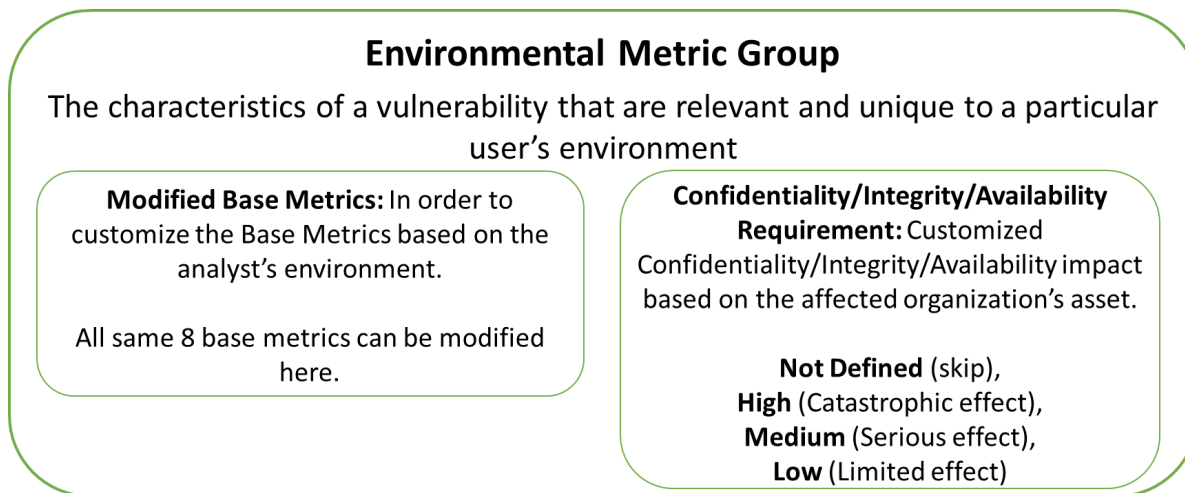 Environmental Metric Group
The characteristics of a vulnerability that are relevant and unique to a particular
user’s environment
Modified Base Metrics: In order to
customize the Base Metrics based on the
analyst’s environment.
All same 8 base metrics can be modified
here.
Confidentiality/Integrity/Availability
Requirement: Customized
Confidentiality/Integrity/Availability impact
based on the affected organization’s asset.
Not Defined (skip),
High (Catastrophic effect),
Medium (Serious effect),
Low (Limited effect)